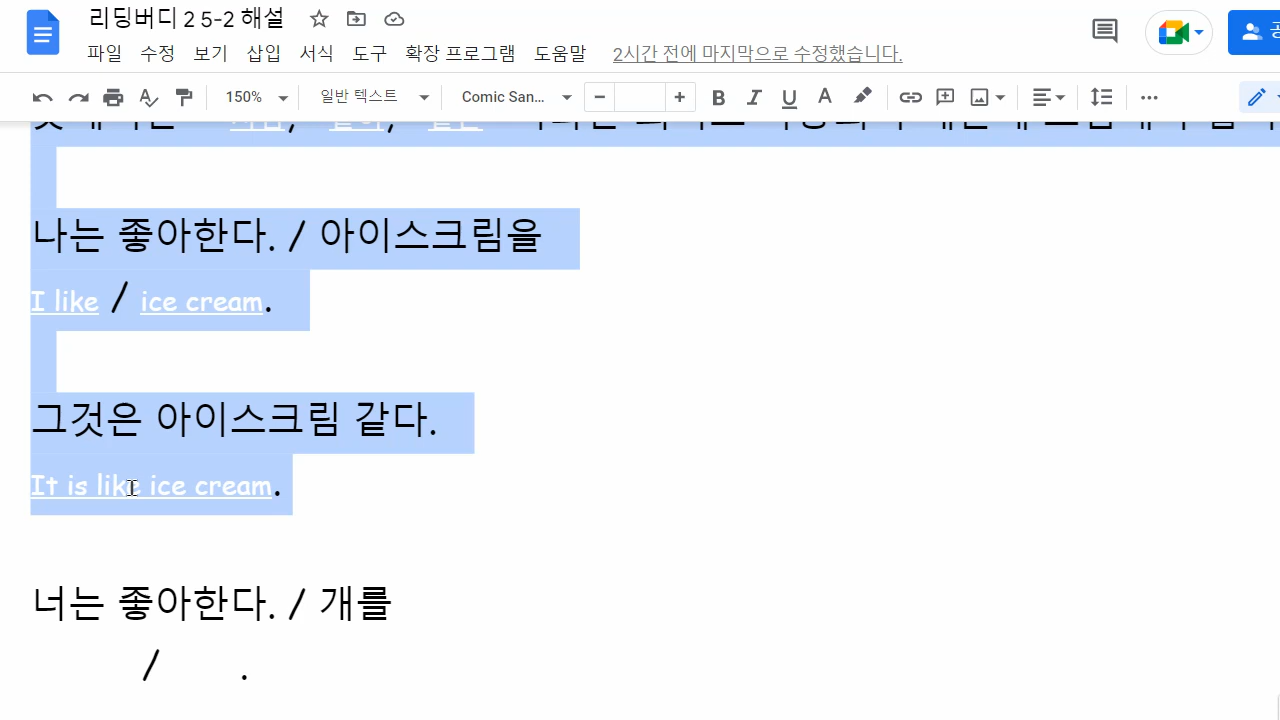 리딩버디 2 5-2 해설
파일 수정 보기 삽입 서식 도구 확장 프로그램 도움말 2시간 전에 마지막으로 수정했습니다.
150% 일반 텍스트 Comic San... B I U A
나는 좋아한다. / 아이스크림을
I like / ice cream.
그것은 아이스크림 같다.
It is like ice cream.
너는 좋아한다. / 개를
/ .